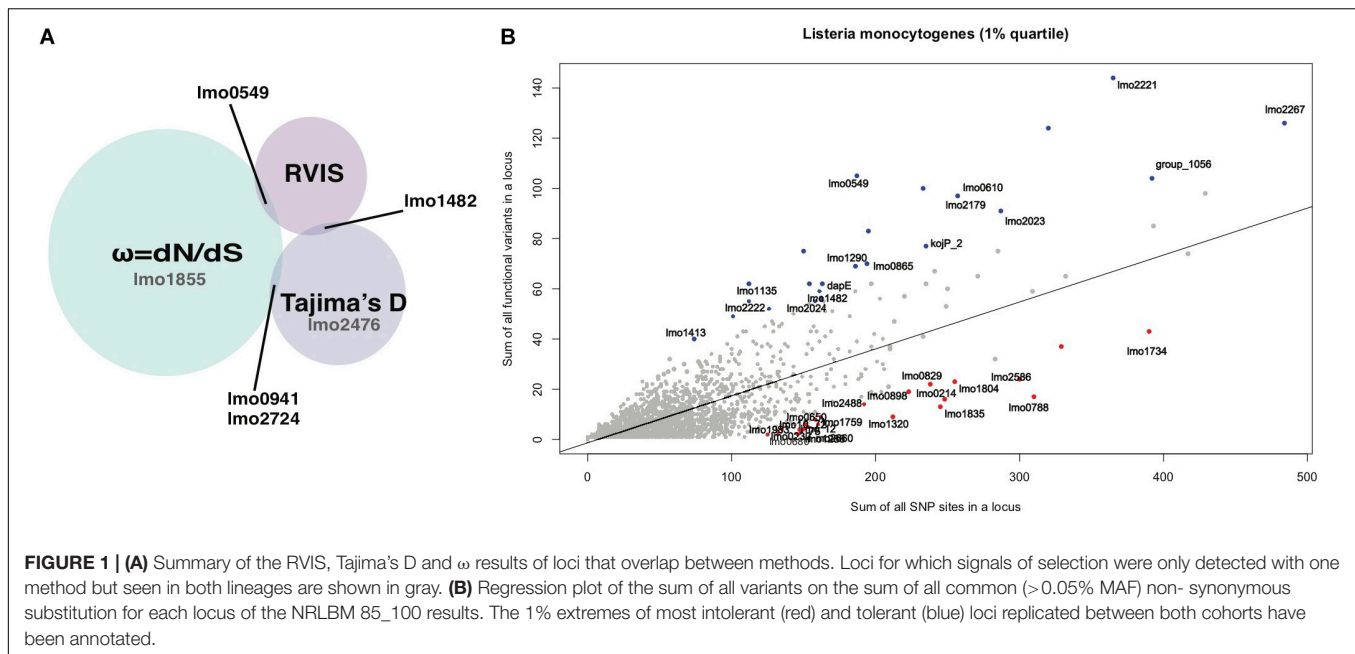 A
lmo0549
RVIS
lmo1482
ω=dN/dS
lmo1855
Tajima's D
lmo2476
lmo0941
lmo2724
B
Listeria monocytogenes (1% quartile)
Sum of all functional variants in a locus
140
120
100
80
60
40
20
0
lmo2221
lmo2267
group_1056
lmo0549
lmo0610
lmo2179
lmo2023
kojP_2
lmo1290
lmo0865
lmo1135
dapE
lmo1482
lmo2222
lmo2024
lmo1413
lmo1734
lmo2586
lmo0829
lmo1804
lmo0214
lmo0788
lmo0898
lmo2488
lmo1835
lmo1320
lmo0650
lmo1759
0
100
200
300
400
500
Sum of all SNP sites in a locus
FIGURE 1 | (A) Summary of the RVIS, Tajima's D and ω results of loci that overlap between methods. Loci for which signals of selection were only detected with one
method but seen in both lineages are shown in gray. (B) Regression plot of the sum of all variants on the sum of all common (>0.05% MAF) non- synonymous
substitution for each locus of the NRLBM 85_100 results. The 1% extremes of most intolerant (red) and tolerant (blue) loci replicated between both cohorts have
been annotated.